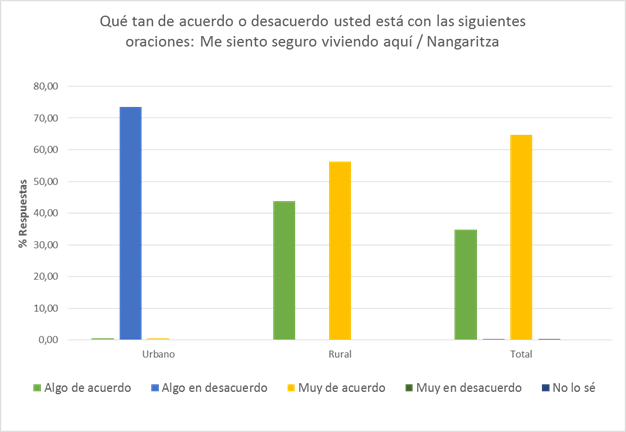 Qué tan de acuerdo o desacuerdo usted está con las siguientes
oraciones: Me siento seguro viviendo aquí / Nangaritza
% Respuestas
80,00
70,00
60,00
50,00
40,00
30,00
20,00
10,00
0,00
Urbano Rural Total
Algo de acuerdo Algo en desacuerdo Muy de acuerdo Muy en desacuerdo No lo sé